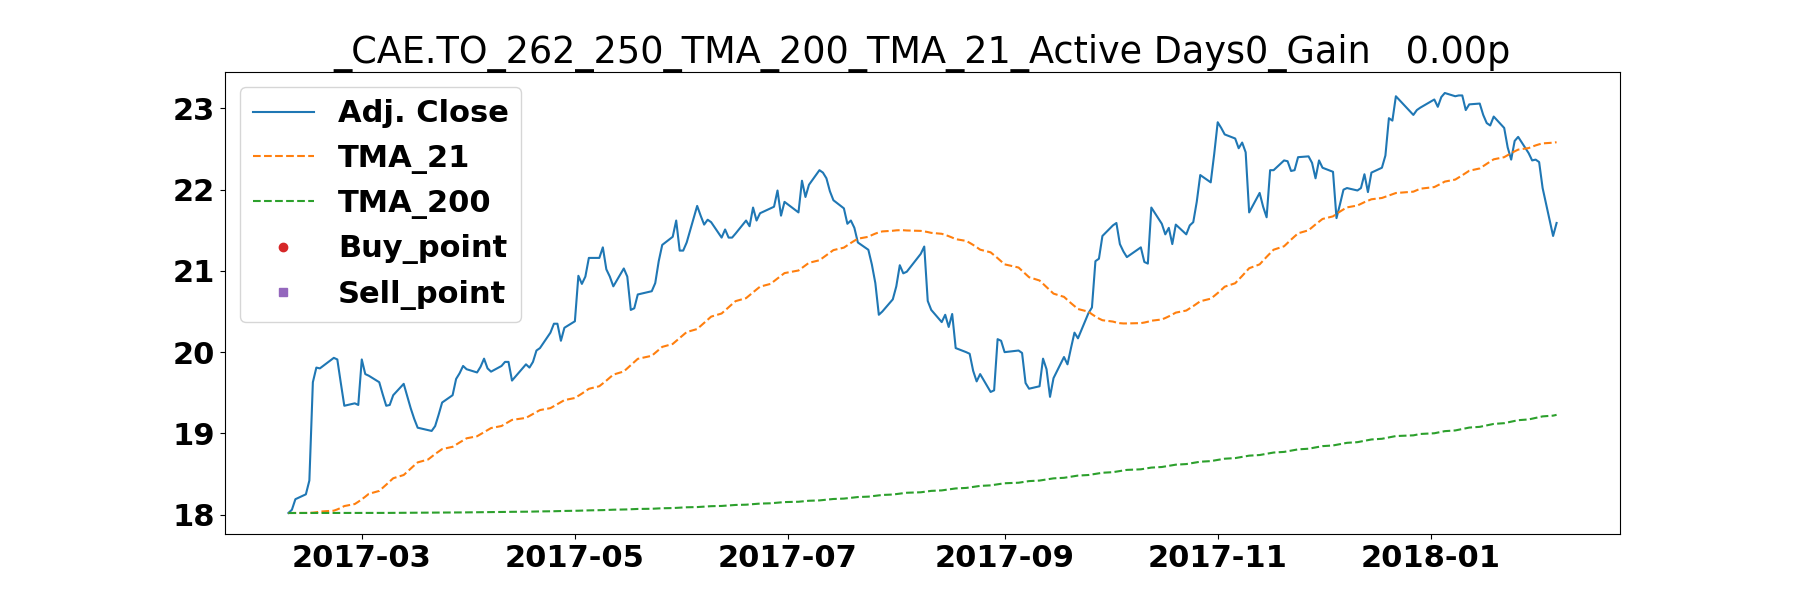 _CAE.TO_262_250_TMA_200_TMA_21_Active Days0_Gain   0.00p
Adj. Close
TMA_21
TMA_200
Buy_point
Sell_point
23
22
21
20
19
18
2017-03 2017-05 2017-07 2017-09 2017-11 2018-01